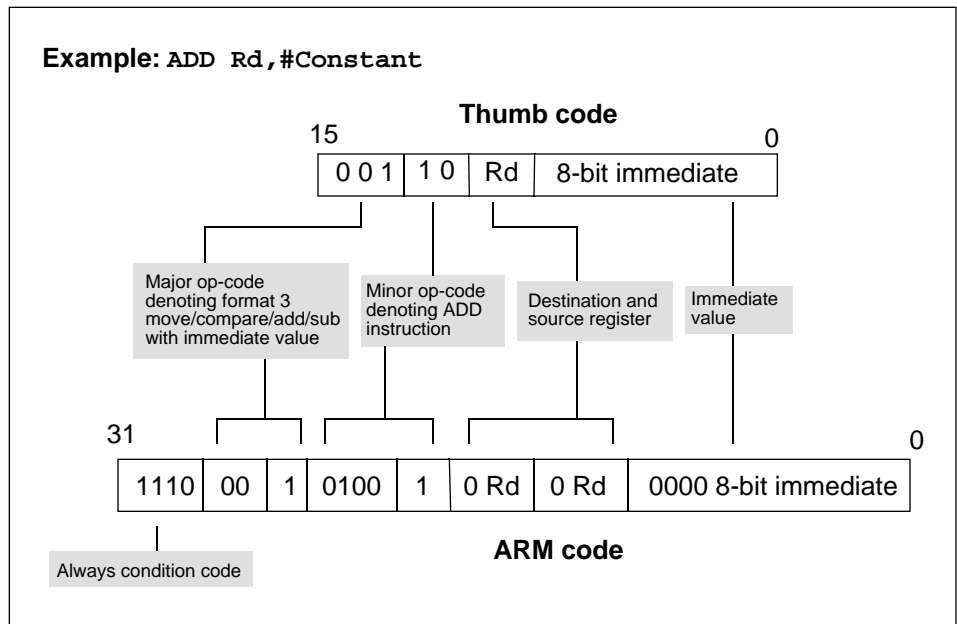 Example: ADD Rd,#Constant
Thumb code
15 0
0 0 1 1 0 Rd 8-bit immediate
Major op-code
denoting format 3
move/compare/add/sub
with immediate value
Minor op-code
denoting ADD
instruction
Destination and
source register
Immediate
value
31 0
1110 00 1 0100 1 0 Rd 0 Rd 0000 8-bit immediate
ARM code
Always condition code